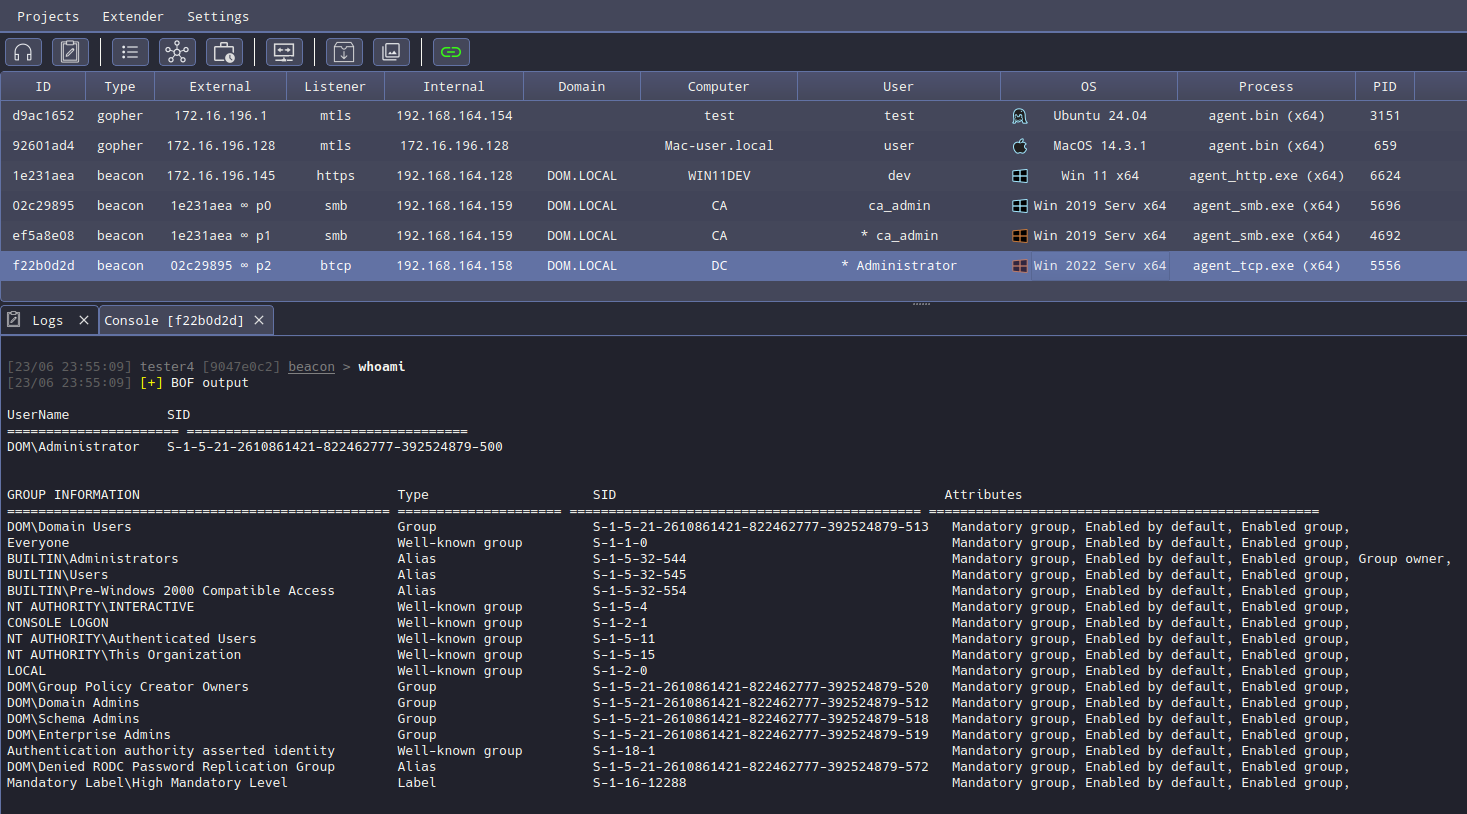 Projects Extender Settings
ID Type External Listener Internal Domain Computer User OS Process PID
d9ac1652 gopher 172.16.196.1 mtls 192.168.164.154 test test Ubuntu 24.04 agent.bin (x64) 3151
92601ad4 gopher 172.16.196.128 mtls 172.16.196.128 Mac-user.local user MacOS 14.3.1 agent.bin (x64) 659
1e231aea beacon 172.16.196.145 https 192.168.164.128 DOM.LOCAL WIN11DEV dev Win 11 x64 agent_http.exe (x64) 6624
02c29895 beacon 1e231aea ∞ p0 smb 192.168.164.159 DOM.LOCAL CA ca_admin Win 2019 Serv x64 agent_smb.exe (x64) 5696
ef5a8e08 beacon 1e231aea ∞ p1 smb 192.168.164.159 DOM.LOCAL CA * ca_admin Win 2019 Serv x64 agent_smb.exe (x64) 4692
f22b0d2d beacon 02c29895 ∞ p2 btcp 192.168.164.158 DOM.LOCAL DC * Administrator Win 2022 Serv x64 agent_tcp.exe (x64) 5556
Logs Console [f22b0d2d]
[23/06 23:55:09] tester4 [9047e0c2] beacon > whoami
[23/06 23:55:09] [+] BOF output
UserName SID
====================== ====================================
DOM\Administrator S-1-5-21-2610861421-822462777-392524879-500
GROUP INFORMATION Type SID Attributes
================================================= ===================== ============================================= ==================================================
DOM\Domain Users Group S-1-5-21-2610861421-822462777-392524879-513 Mandatory group, Enabled by default, Enabled group,
Everyone Well-known group S-1-1-0 Mandatory group, Enabled by default, Enabled group,
BUILTIN\Administrators Alias S-1-5-32-544 Mandatory group, Enabled by default, Enabled group, Group owner,
BUILTIN\Users Alias S-1-5-32-545 Mandatory group, Enabled by default, Enabled group,
BUILTIN\Pre-Windows 2000 Compatible Access Alias S-1-5-32-554 Mandatory group, Enabled by default, Enabled group,
NT AUTHORITY\INTERACTIVE Well-known group S-1-5-4 Mandatory group, Enabled by default, Enabled group,
CONSOLE LOGON Well-known group S-1-2-1 Mandatory group, Enabled by default, Enabled group,
NT AUTHORITY\Authenticated Users Well-known group S-1-5-11 Mandatory group, Enabled by default, Enabled group,
NT AUTHORITY\This Organization Well-known group S-1-5-15 Mandatory group, Enabled by default, Enabled group,
LOCAL Well-known group S-1-2-0 Mandatory group, Enabled by default, Enabled group,
DOM\Group Policy Creator Owners Group S-1-5-21-2610861421-822462777-392524879-520 Mandatory group, Enabled by default, Enabled group,
DOM\Domain Admins Group S-1-5-21-2610861421-822462777-392524879-512 Mandatory group, Enabled by default, Enabled group,
DOM\Schema Admins Group S-1-5-21-2610861421-822462777-392524879-518 Mandatory group, Enabled by default, Enabled group,
DOM\Enterprise Admins Group S-1-5-21-2610861421-822462777-392524879-519 Mandatory group, Enabled by default, Enabled group,
Authentication authority asserted identity Well-known group S-1-18-1 Mandatory group, Enabled by default, Enabled group,
DOM\Denied RODC Password Replication Group Alias S-1-5-21-2610861421-822462777-392524879-572 Mandatory group, Enabled by default, Enabled group,
Mandatory Label\High Mandatory Level Label S-1-16-12288 Mandatory group, Enabled by default, Enabled group,